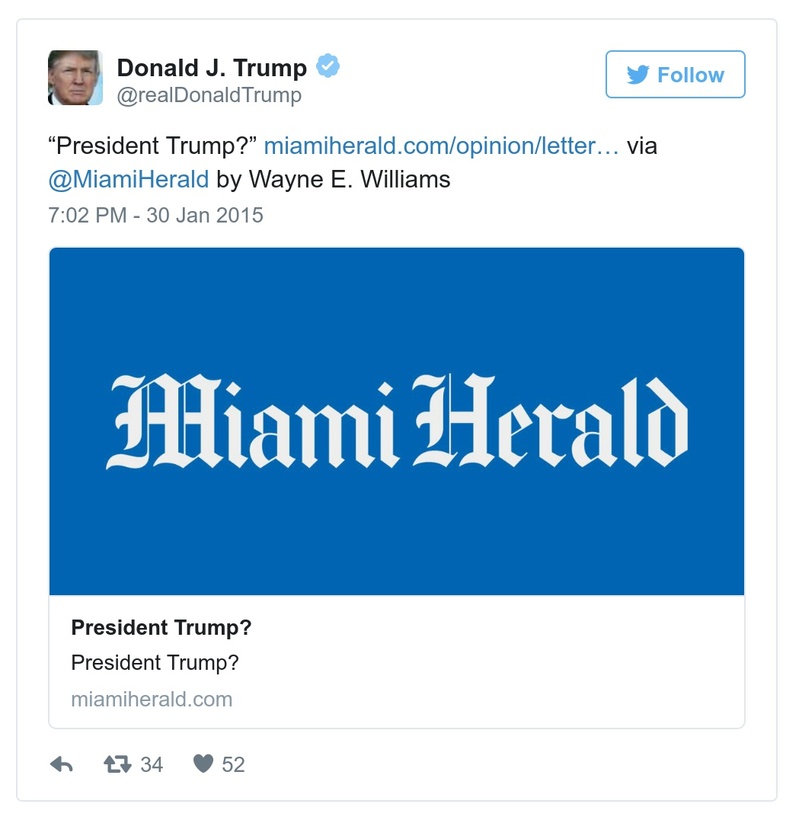 Donald J. Trump
@realDonaldTrump
Follow
“President Trump?” miamiherald.com/opinion/letter… via
@MiamiHerald by Wayne E. Williams
7:02 PM - 30 Jan 2015
Miami Herald
President Trump?
President Trump?
miamiherald.com
34
52